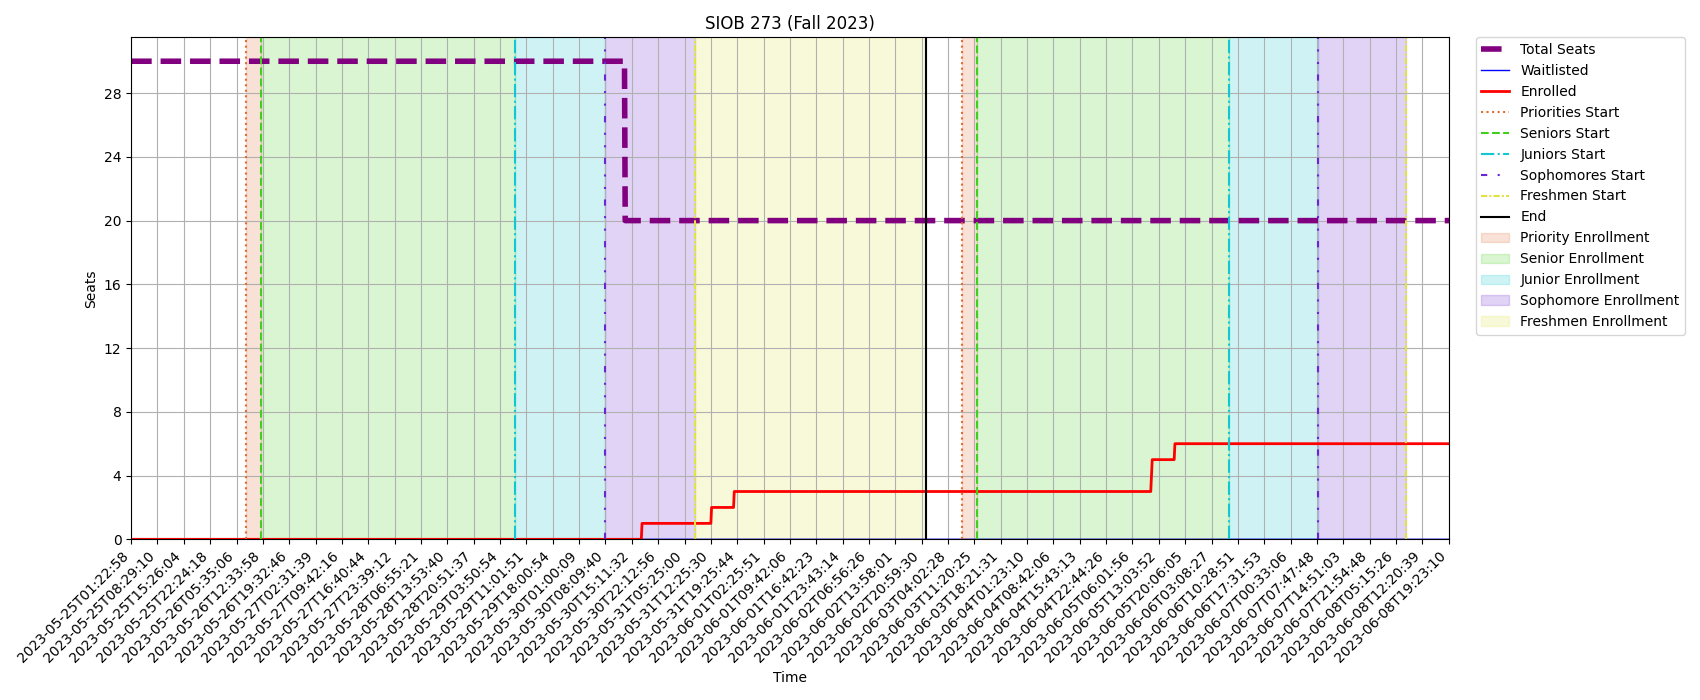 SIOB 273 (Fall 2023)
Seats
28
24
20
16
12
8
4
0
2023-05-25T01:22:58
2023-05-25T08:29:10
2023-05-25T15:26:04
2023-05-25T22:24:18
2023-05-26T05:35:06
2023-05-26T12:33:58
2023-05-26T19:32:46
2023-05-27T02:31:39
2023-05-27T09:42:16
2023-05-27T16:40:44
2023-05-27T23:39:12
2023-05-28T06:55:21
2023-05-28T13:53:40
2023-05-28T20:51:37
2023-05-29T03:50:54
2023-05-29T11:01:51
2023-05-29T18:00:54
2023-05-30T01:00:09
2023-05-30T08:09:40
2023-05-30T15:11:32
2023-05-30T22:12:56
2023-05-31T05:25:00
2023-05-31T12:25:30
2023-05-31T19:25:44
2023-06-01T02:25:51
2023-06-01T09:42:06
2023-06-01T16:42:23
2023-06-01T23:43:14
2023-06-02T06:56:26
2023-06-02T13:58:01
2023-06-02T20:59:30
2023-06-03T04:02:28
2023-06-03T11:20:25
2023-06-03T18:21:31
2023-06-04T01:23:10
2023-06-04T08:42:06
2023-06-04T15:43:13
2023-06-04T22:44:26
2023-06-05T06:01:56
2023-06-05T13:03:52
2023-06-05T20:06:05
2023-06-06T03:08:27
2023-06-06T10:28:51
2023-06-06T17:31:53
2023-06-07T00:33:06
2023-06-07T07:47:48
2023-06-07T14:51:03
2023-06-07T21:54:48
2023-06-08T05:15:26
2023-06-08T12:20:39
2023-06-08T19:23:10
Time
Total Seats
Waitlisted
Enrolled
Priorities Start
Seniors Start
Juniors Start
Sophomores Start
Freshmen Start
End
Priority Enrollment
Senior Enrollment
Junior Enrollment
Sophomore Enrollment
Freshmen Enrollment